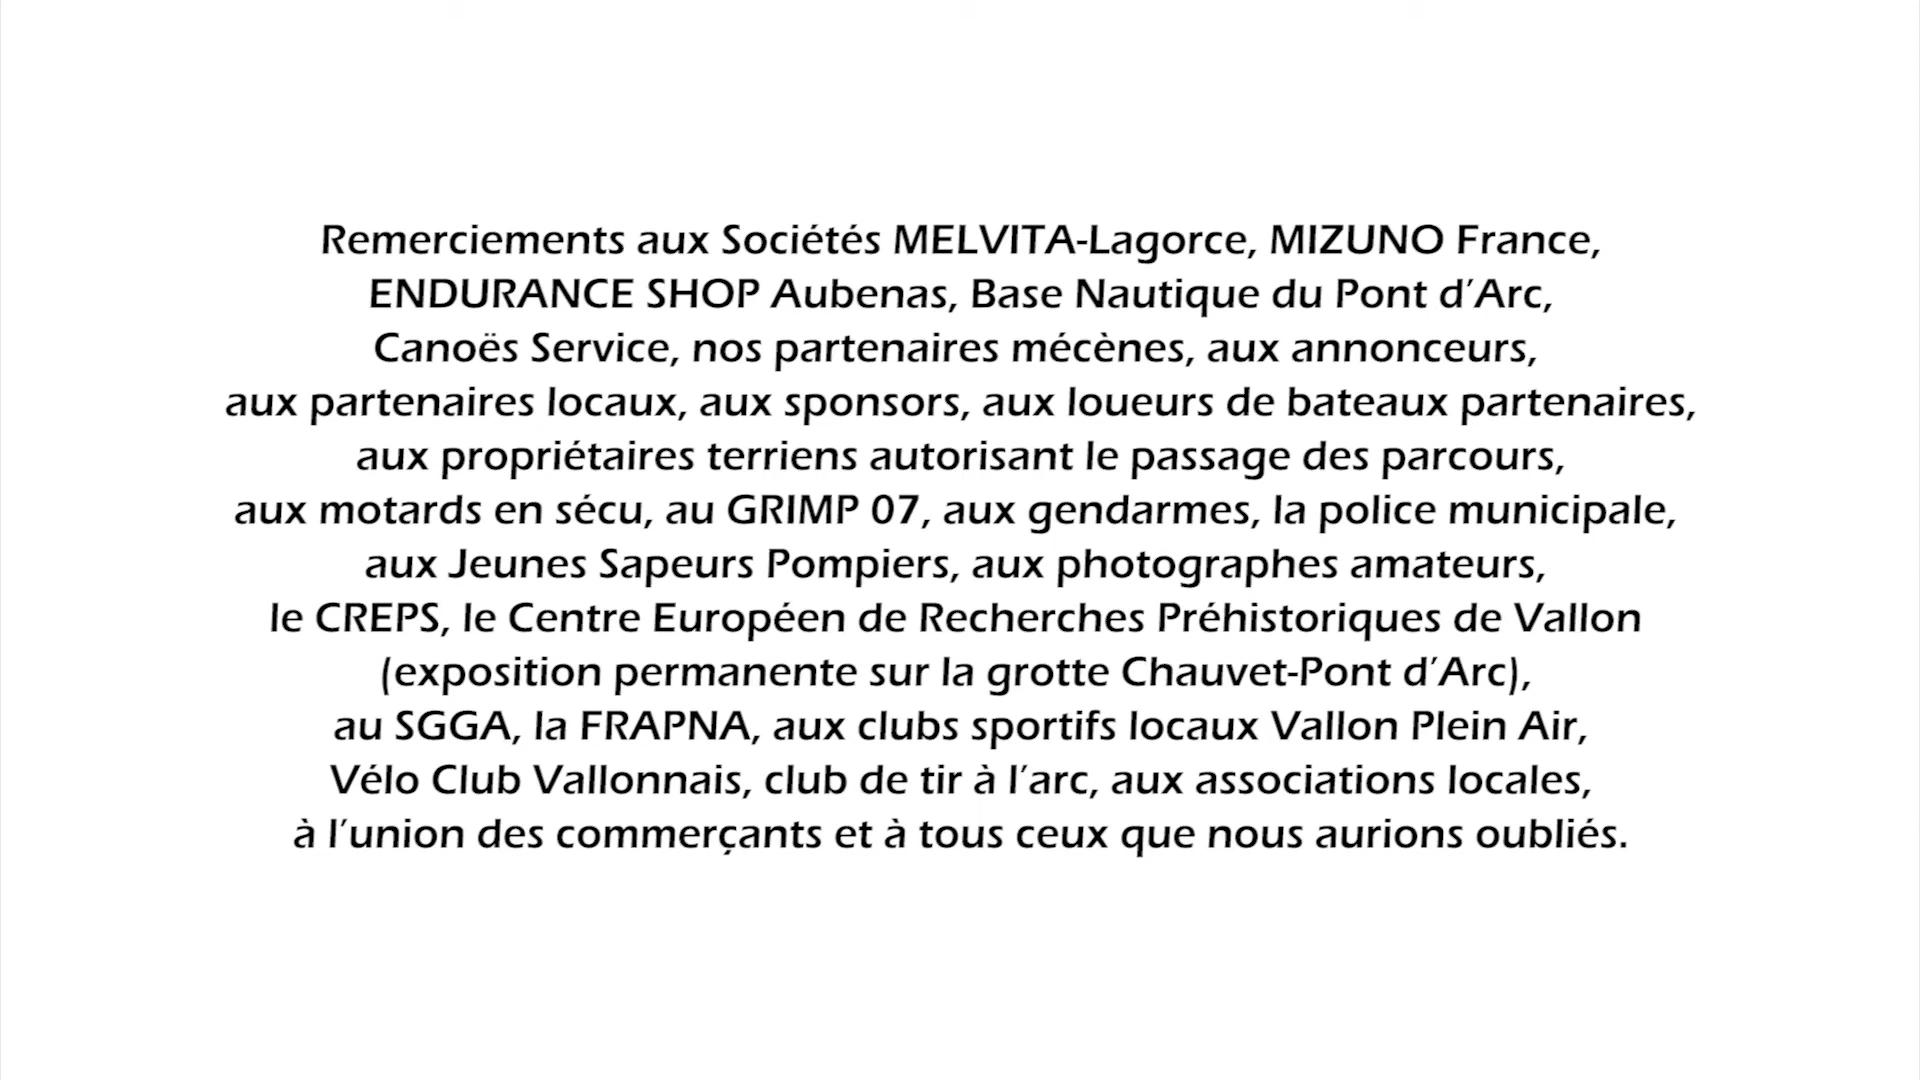 Remerciements aux Sociétés MELVITA-Lagorce, MIZUNO France,
ENDURANCE SHOP Aubenas, Base Nautique du Pont d’Arc,
Canoës Service, nos partenaires mécènes, aux annonceurs,
aux partenaires locaux, aux sponsors, aux loueurs de bateaux partenaires,
aux propriétaires terriens autorisant le passage des parcours,
aux motards en sécu, au GRIMP 07, aux gendarmes, la police municipale,
aux Jeunes Sapeurs Pompiers, aux photographes amateurs,
le CREPS, le Centre Européen de Recherches Préhistoriques de Vallon
(exposition permanente sur la grotte Chauvet-Pont d’Arc),
au SGGA, la FRAPNA, aux clubs sportifs locaux Vallon Plein Air,
Vélo Club Vallonnais, club de tir à l’arc, aux associations locales,
à l’union des commerçants et à tous ceux que nous aurions oubliés.